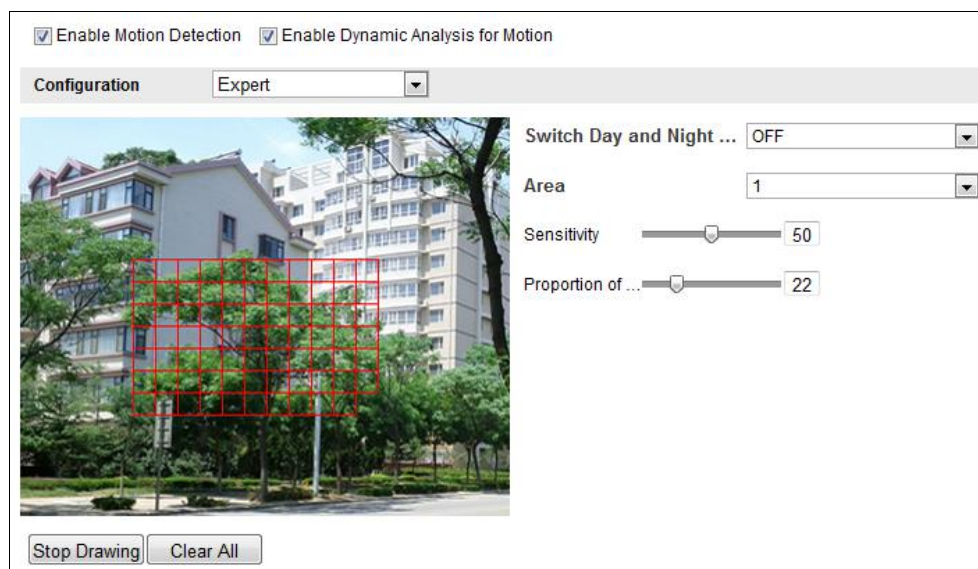 Enable Motion Detection Enable Dynamic Analysis for Motion
Configuration Expert
Switch Day and Night ... OFF
Area 1
Sensitivity 50
Proportion of ... 22
Stop Drawing Clear All